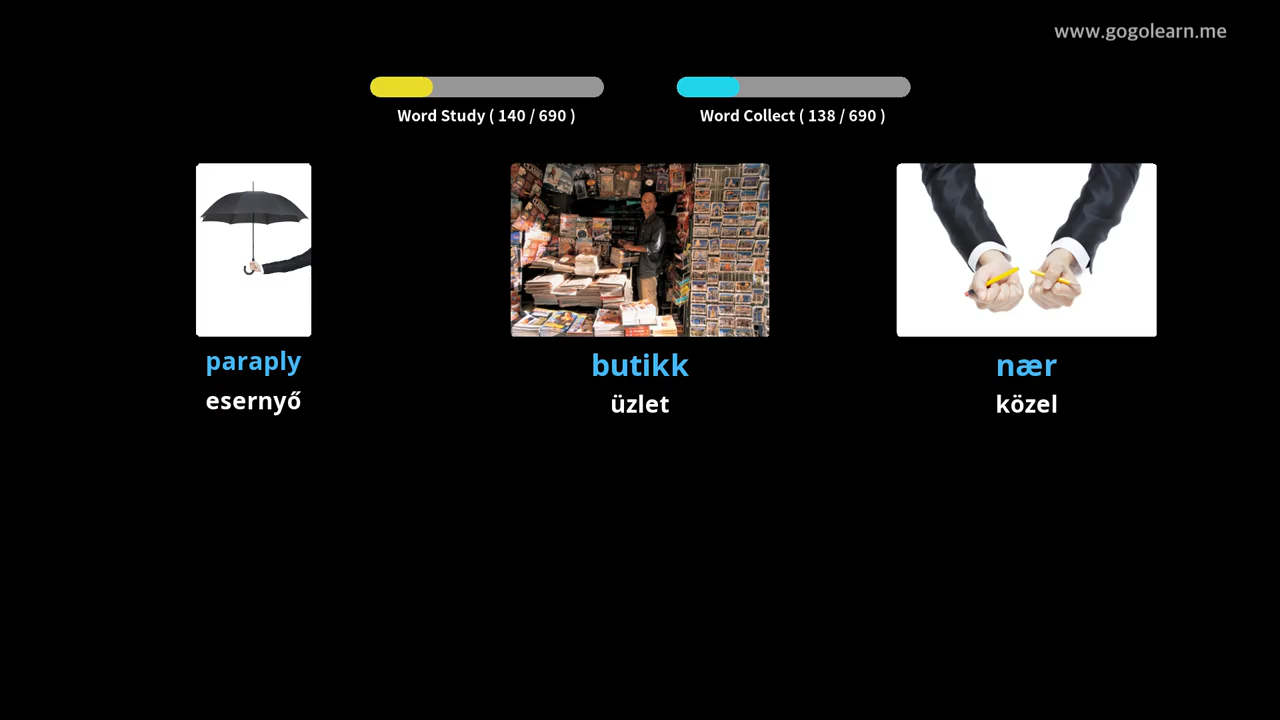 www.gogolearn.me
Word Study ( 140 / 690 )
Word Collect ( 138 / 690 )
paraply
esernyő
butikk
üzlet
nær
közel